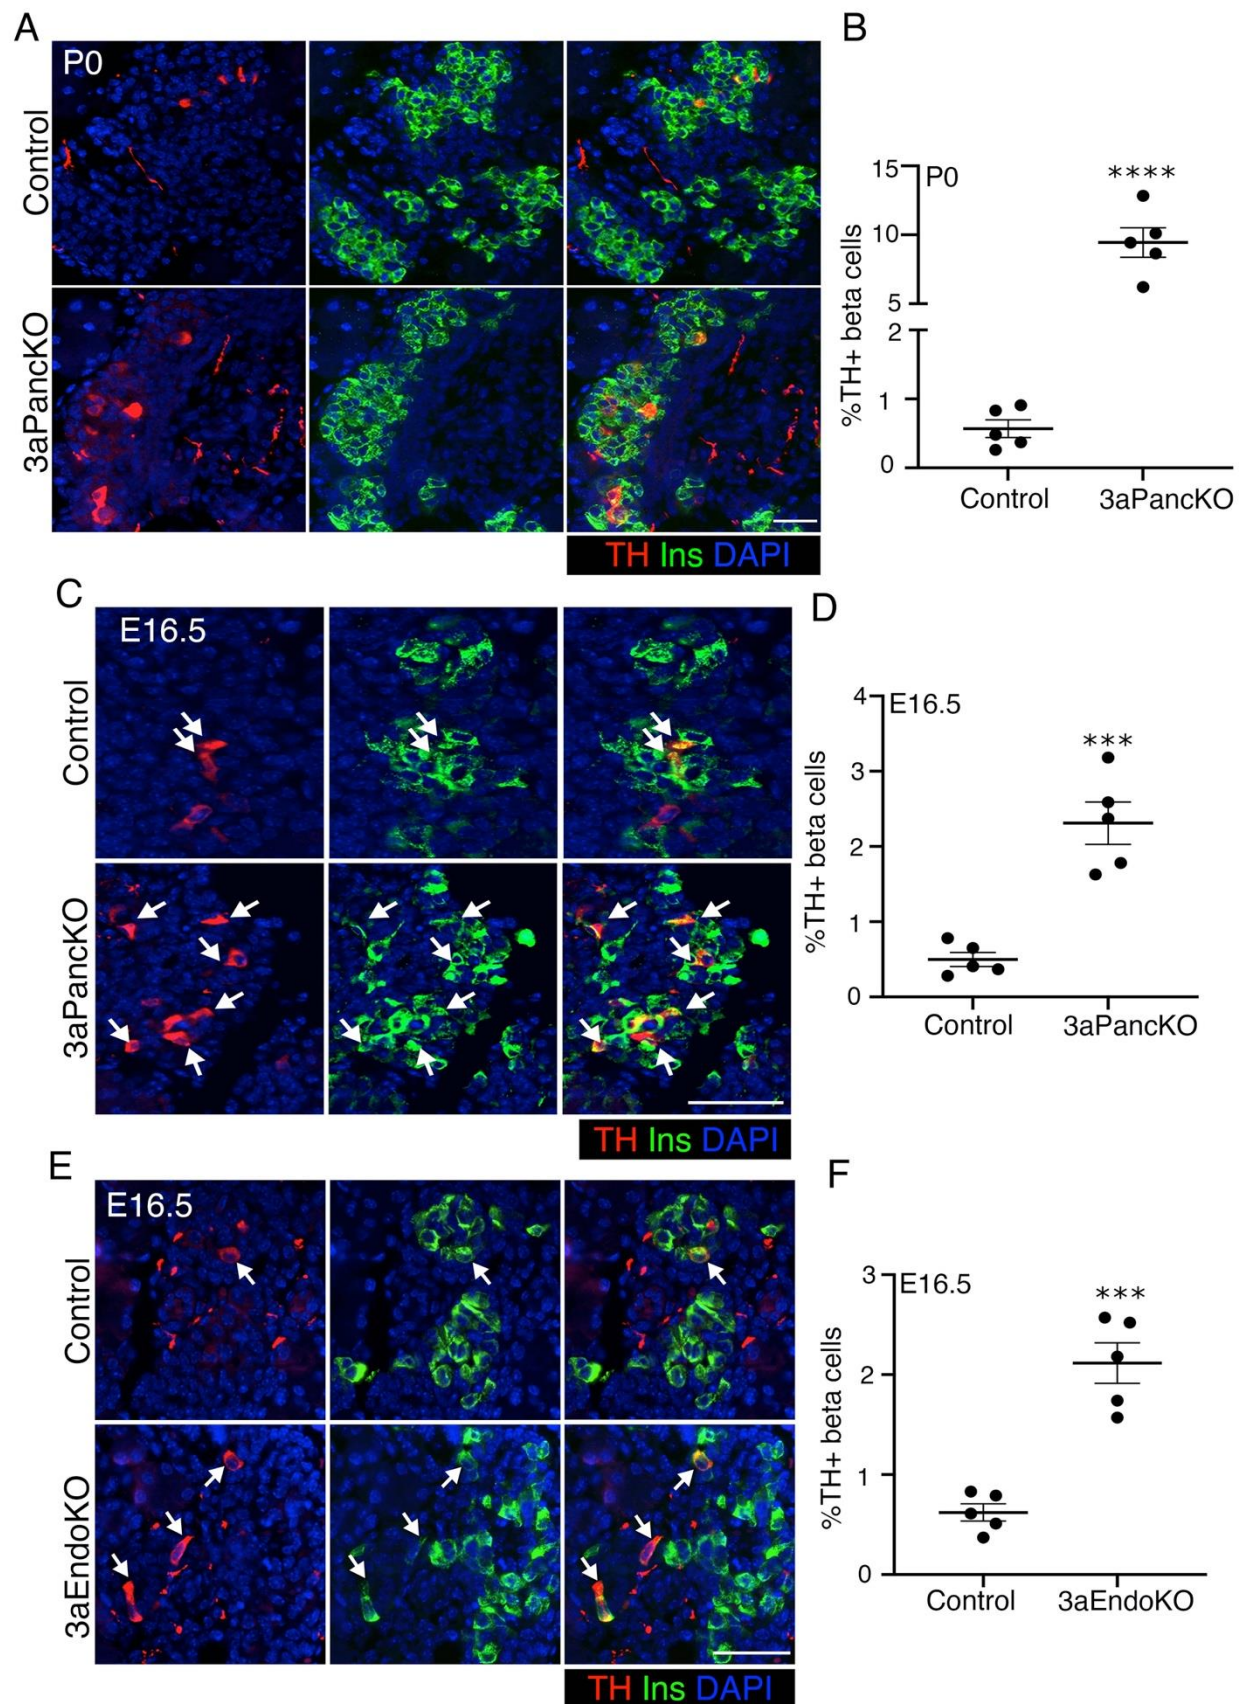 A
P0
Control
3aPancKO
TH Ins DAPI
B
P0
****
%TH+ beta cells
15
10
5
2
1
0
Control 3aPancKO
C
E16.5
Control
3aPancKO
TH Ins DAPI
D
E16.5
***
%TH+ beta cells
4
3
2
1
0
Control 3aPancKO
E
E16.5
Control
3aEndoKO
TH Ins DAPI
F
E16.5
***
%TH+ beta cells
3
2
1
0
Control 3aEndoKO